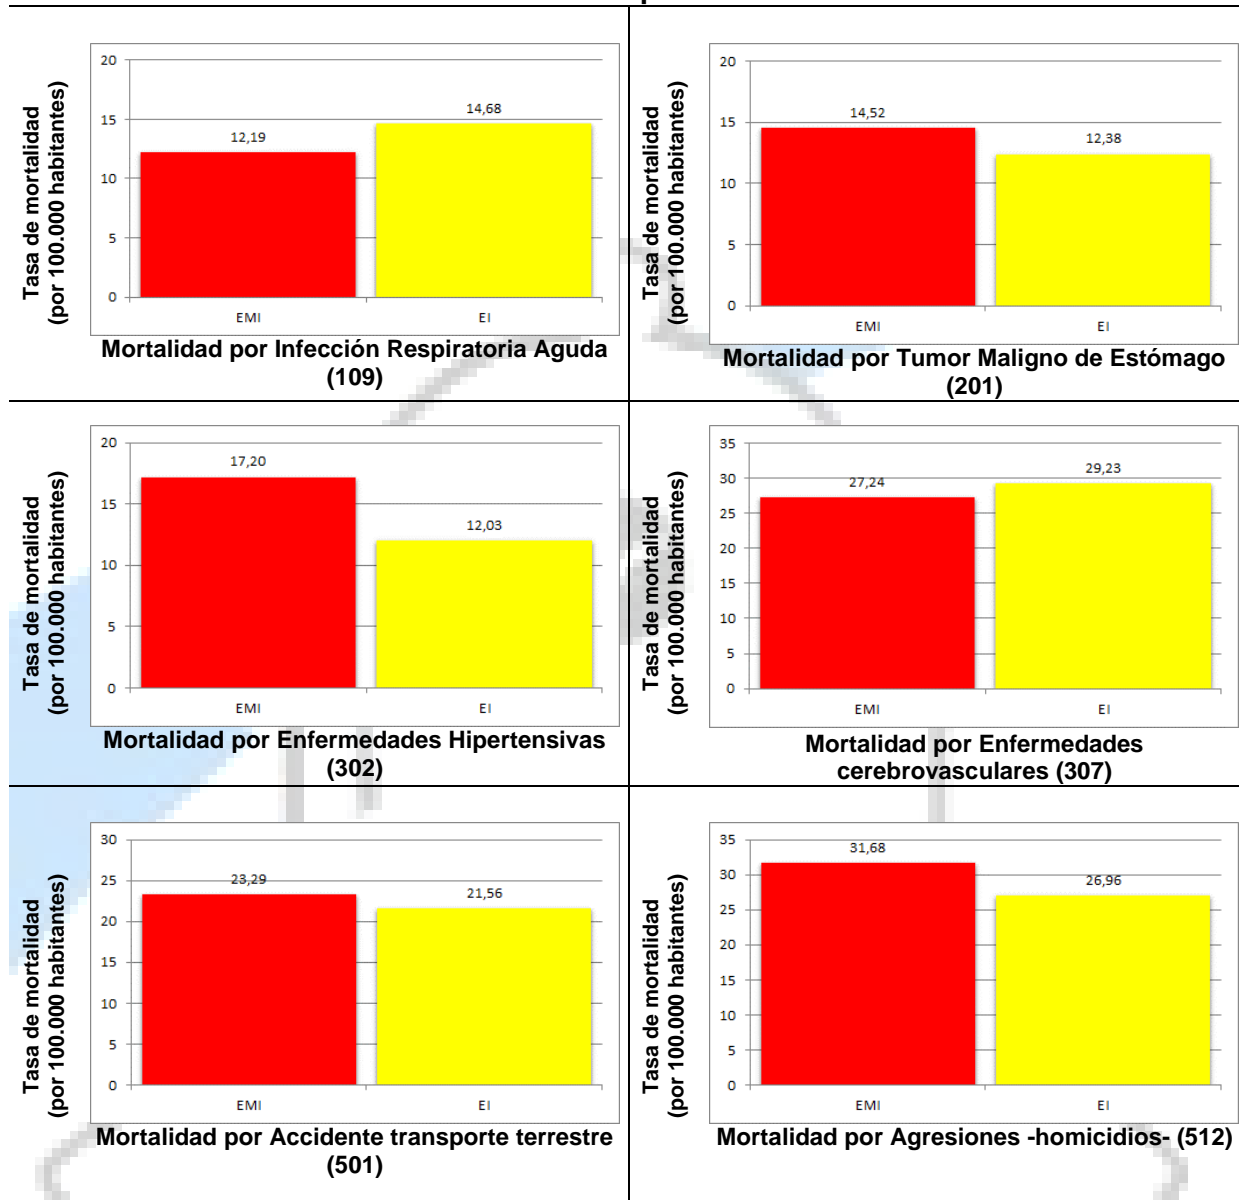 20
15
10
5
0
12,19
14,68
EMI
EI
Tasa de mortalidad
(por 100.000 habitantes)
Mortalidad por Infección Respiratoria Aguda
(109)
20
15
10
5
0
14,52
12,38
EMI
EI
Tasa de mortalidad
(por 100.000 habitantes)
Mortalidad por Tumor Maligno de Estómago
(201)
20
15
10
5
0
17,20
12,03
EMI
EI
Tasa de mortalidad
(por 100.000 habitantes)
Mortalidad por Enfermedades Hipertensivas
(302)
35
30
25
20
15
10
5
0
27,24
29,23
EMI
EI
Tasa de mortalidad
(por 100.000 habitantes)
Mortalidad por Enfermedades
cerebrovasculares (307)
30
25
20
15
10
5
0
23,29
21,56
EMI
EI
Tasa de mortalidad
(por 100.000 habitantes)
Mortalidad por Accidente transporte terrestre
(501)
35
30
25
20
15
10
5
0
31,68
26,96
EMI
EI
Tasa de mortalidad
(por 100.000 habitantes)
Mortalidad por Agresiones -homicidios- (512)